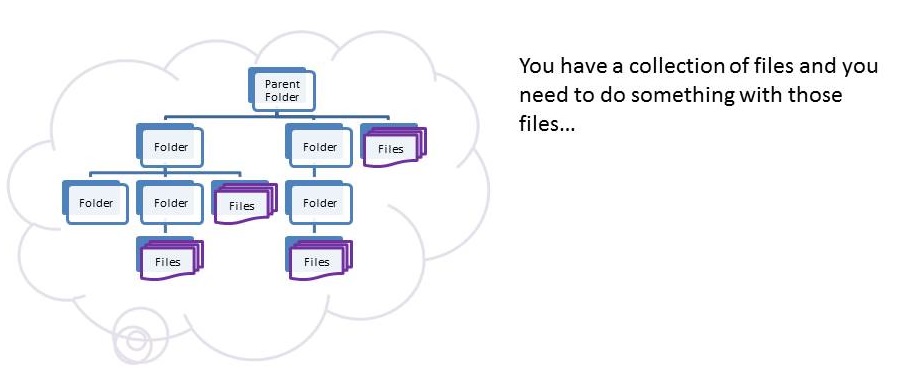 Parent
Folder
Folder
Folder
Files
Folder
Folder
Files
Folder
Files
Files
You have a collection of files and you
need to do something with those
files...